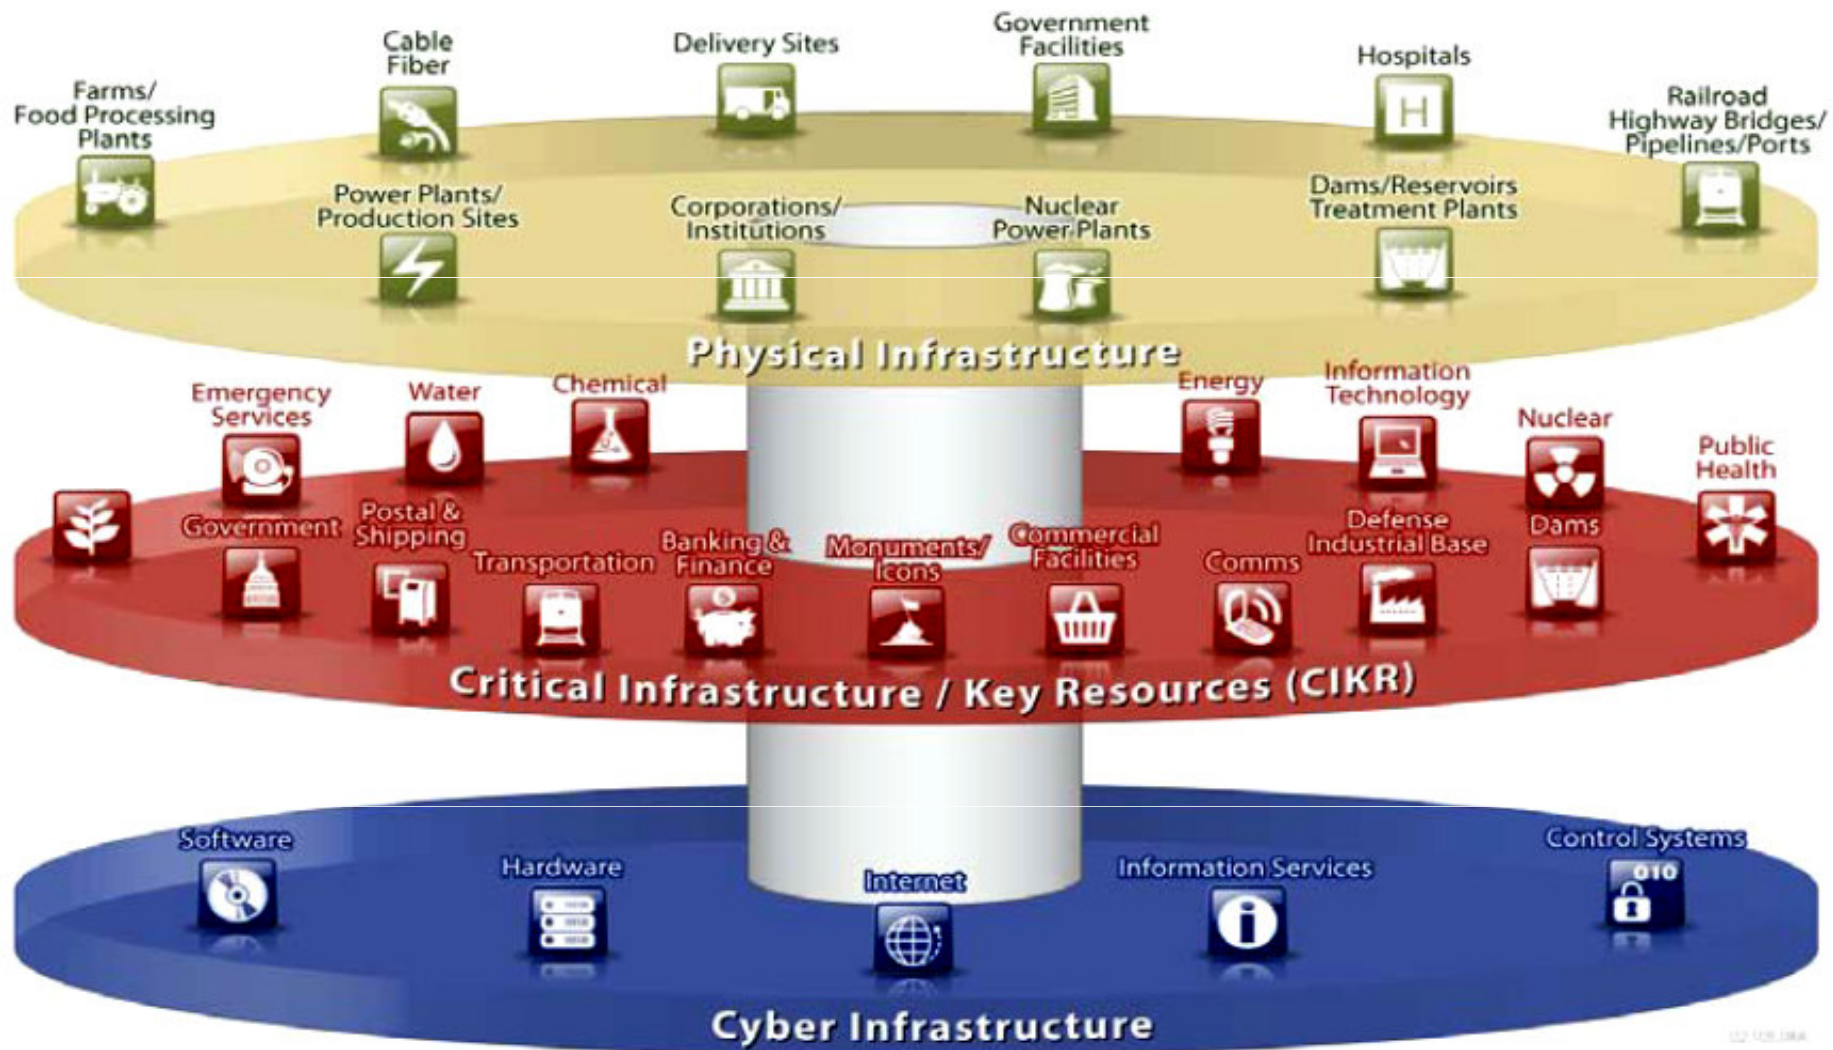 Government
Facilities
Cable
Fiber
Delivery Sites
Hospitals
Farms/
Food Processing
Plants
Railroad
Highway Bridges/
Pipelines/Ports
Power Plants/
Production Sites
Corporations/
Institutions
Nuclear
Power Plants
Dams/Reservoirs
Treatment Plants
H
Physical Infrastructure
Emergency
Services
Water
Chemical
Energy
Information
Technology
Nuclear
Public
Health
Government
Postal &
Shipping
Transportation
Banking &
Finance
Monuments/
Icons
Commercial
Facilities
Comms
Defense
Industrial Base
Dams
Critical Infrastructure / Key Resources (CIKR)
Software
Hardware
Internet
Information Services
Control Systems
i
010
Cyber Infrastructure